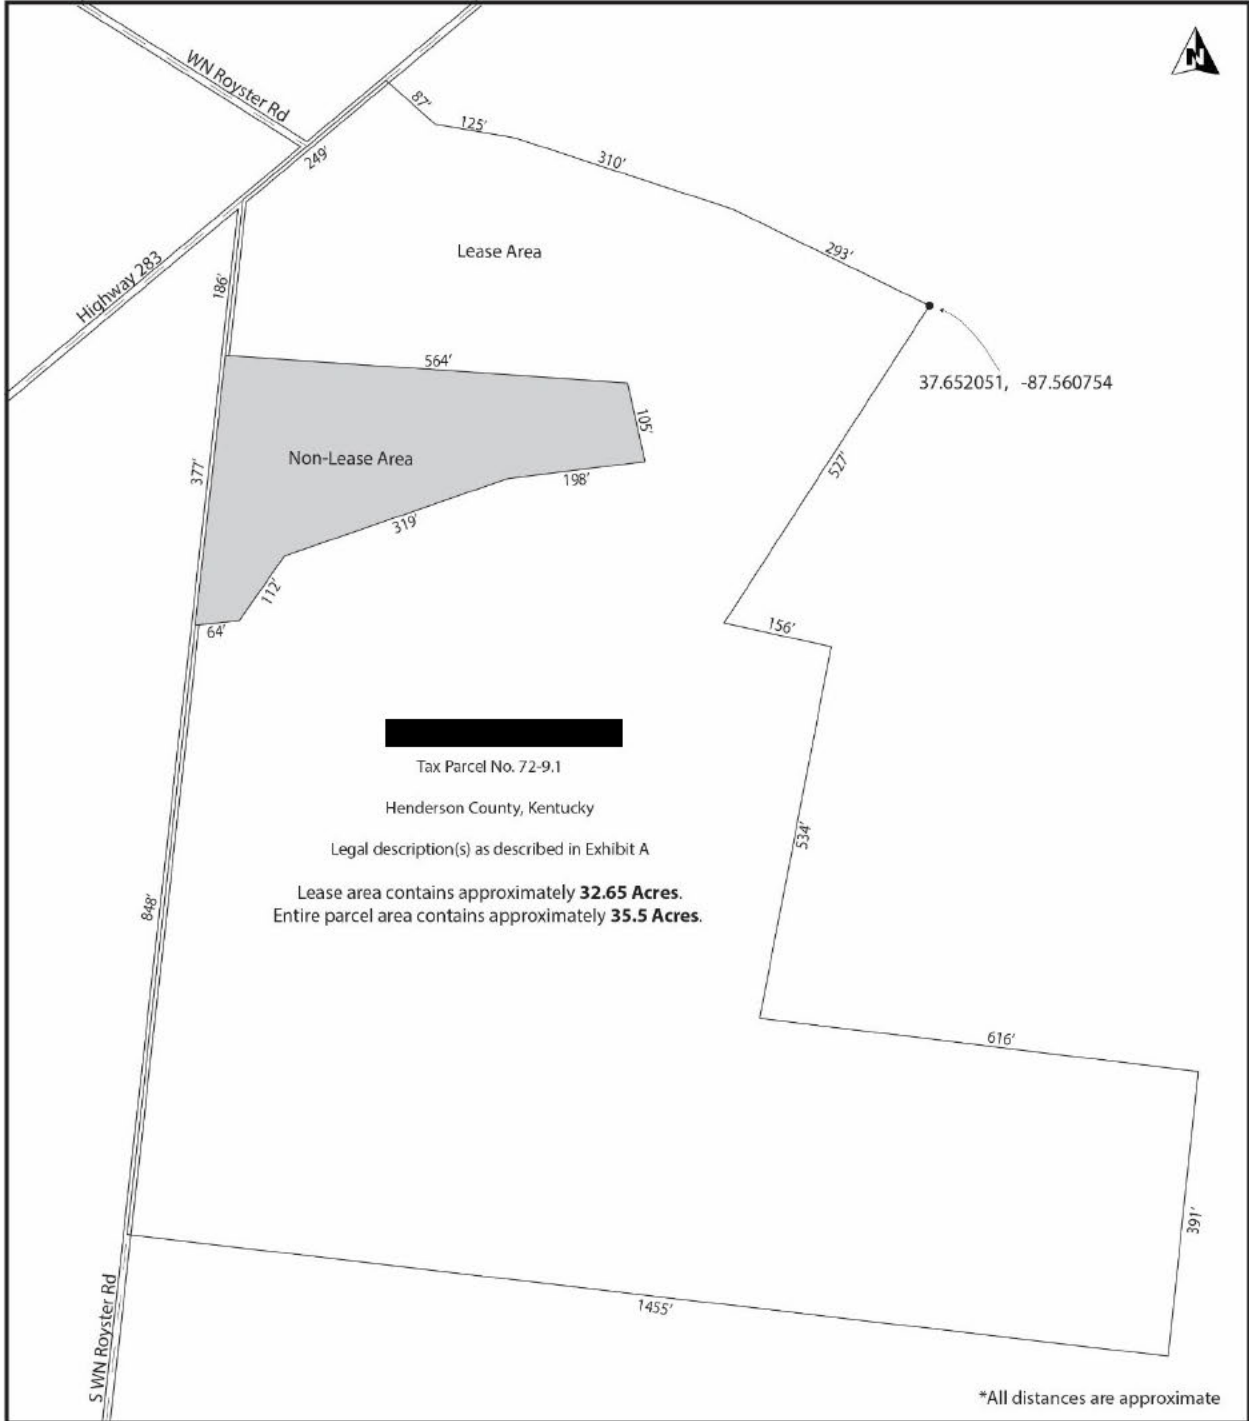 N
WN Royster Rd
87'
125'
249'
310'
Lease Area
293'
Highway 283
186'
564'
37.652051, -87.560754
105'
Non-Lease Area
377'
527'
198'
319'
112'
64'
156'
Tax Parcel No. 72-9.1
Henderson County, Kentucky
534'
Legal description(s) as described in Exhibit A
Lease area contains approximately 32.65 Acres.
848'
Entire parcel area contains approximately 35.5 Acres.
616'
391'
1455'
S WN Royster Rd
*All distances are approximate